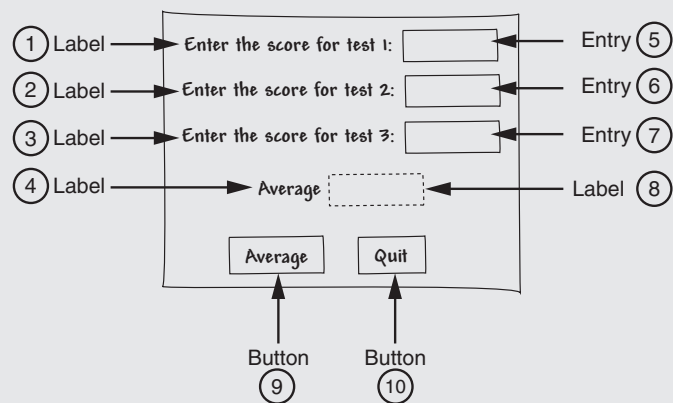 1 Label Enter the score for test 1: Entry 5
2 Label Enter the score for test 2: Entry 6
3 Label Enter the score for test 3: Entry 7
4 Label Average Label 8
Average Quit
Button Button
9 10